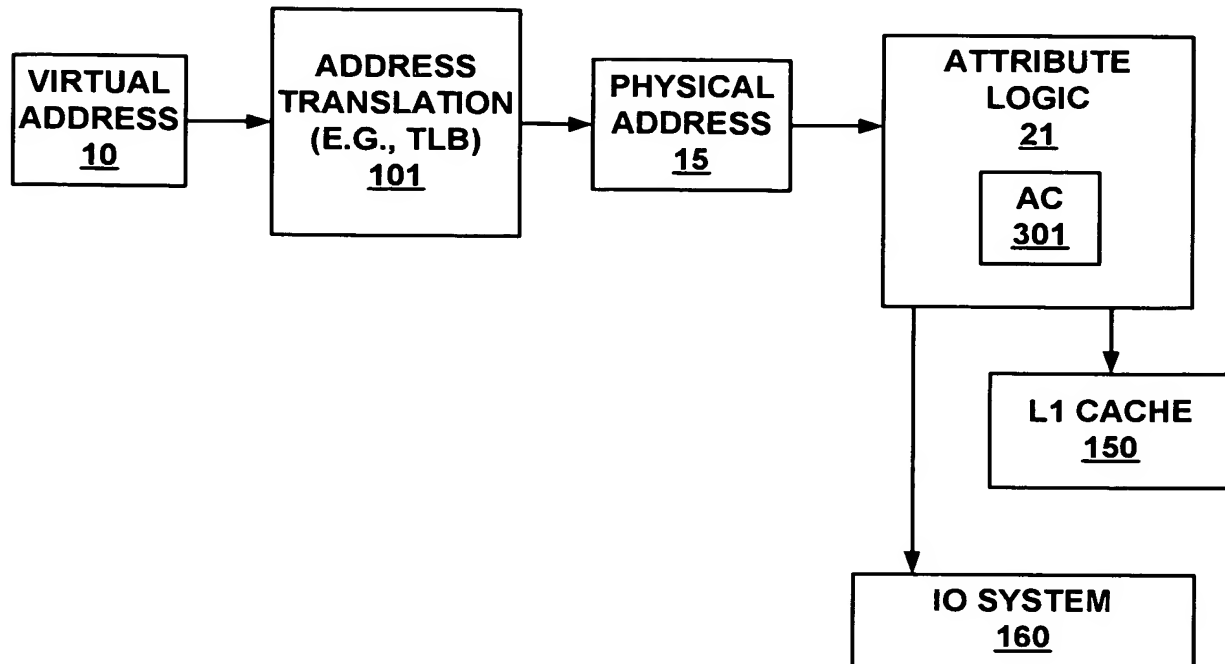 VIRTUAL
ADDRESS
10
ADDRESS
TRANSLATION
(E.G., TLB)
101
PHYSICAL
ADDRESS
15
ATTRIBUTE
LOGIC
21
AC
301
L1 CACHE
150
IO SYSTEM
160